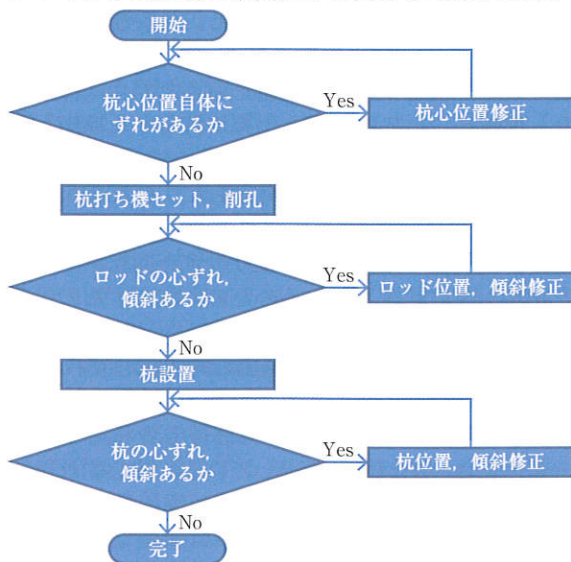 開始
杭心位置自体に
ずれがあるか
Yes
杭心位置修正
No
杭打ち機セット，削孔
ロッドの心ずれ，
傾斜あるか
Yes
ロッド位置，傾斜修正
No
杭設置
杭の心ずれ，
傾斜あるか
Yes
杭位置，傾斜修正
No
完了